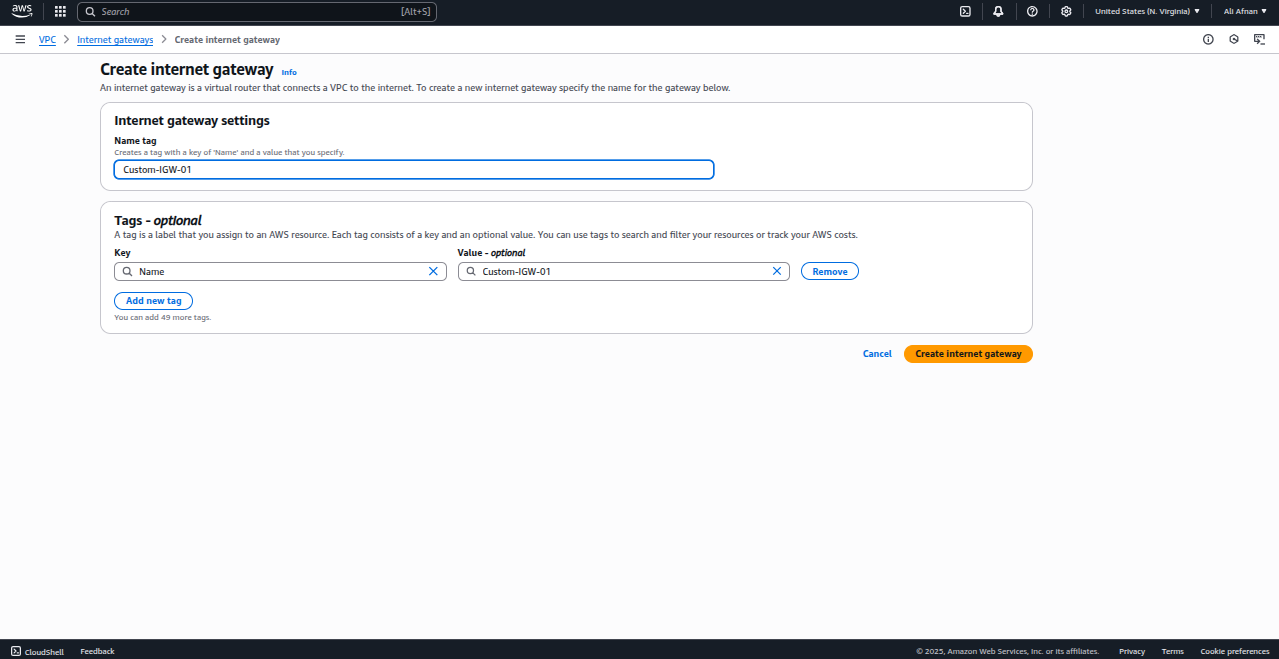 aws Search [Alt+S] United States (N. Virginia) Ali Afnan
VPC Internet gateways Create internet gateway
Create internet gateway Info
An internet gateway is a virtual router that connects a VPC to the internet. To create a new internet gateway specify the name for the gateway below.
Internet gateway settings
Name tag
Creates a tag with a key of 'Name' and a value that you specify.
Custom-IGW-01
Tags - optional
A tag is a label that you assign to an AWS resource. Each tag consists of a key and an optional value. You can use tags to search and filter your resources or track your AWS costs.
Key Value - optional
Name Custom-IGW-01 Remove
Add new tag
You can add 49 more tags.
Cancel Create internet gateway
CloudShell Feedback © 2025, Amazon Web Services, Inc. or its affiliates. Privacy Terms Cookie preferences